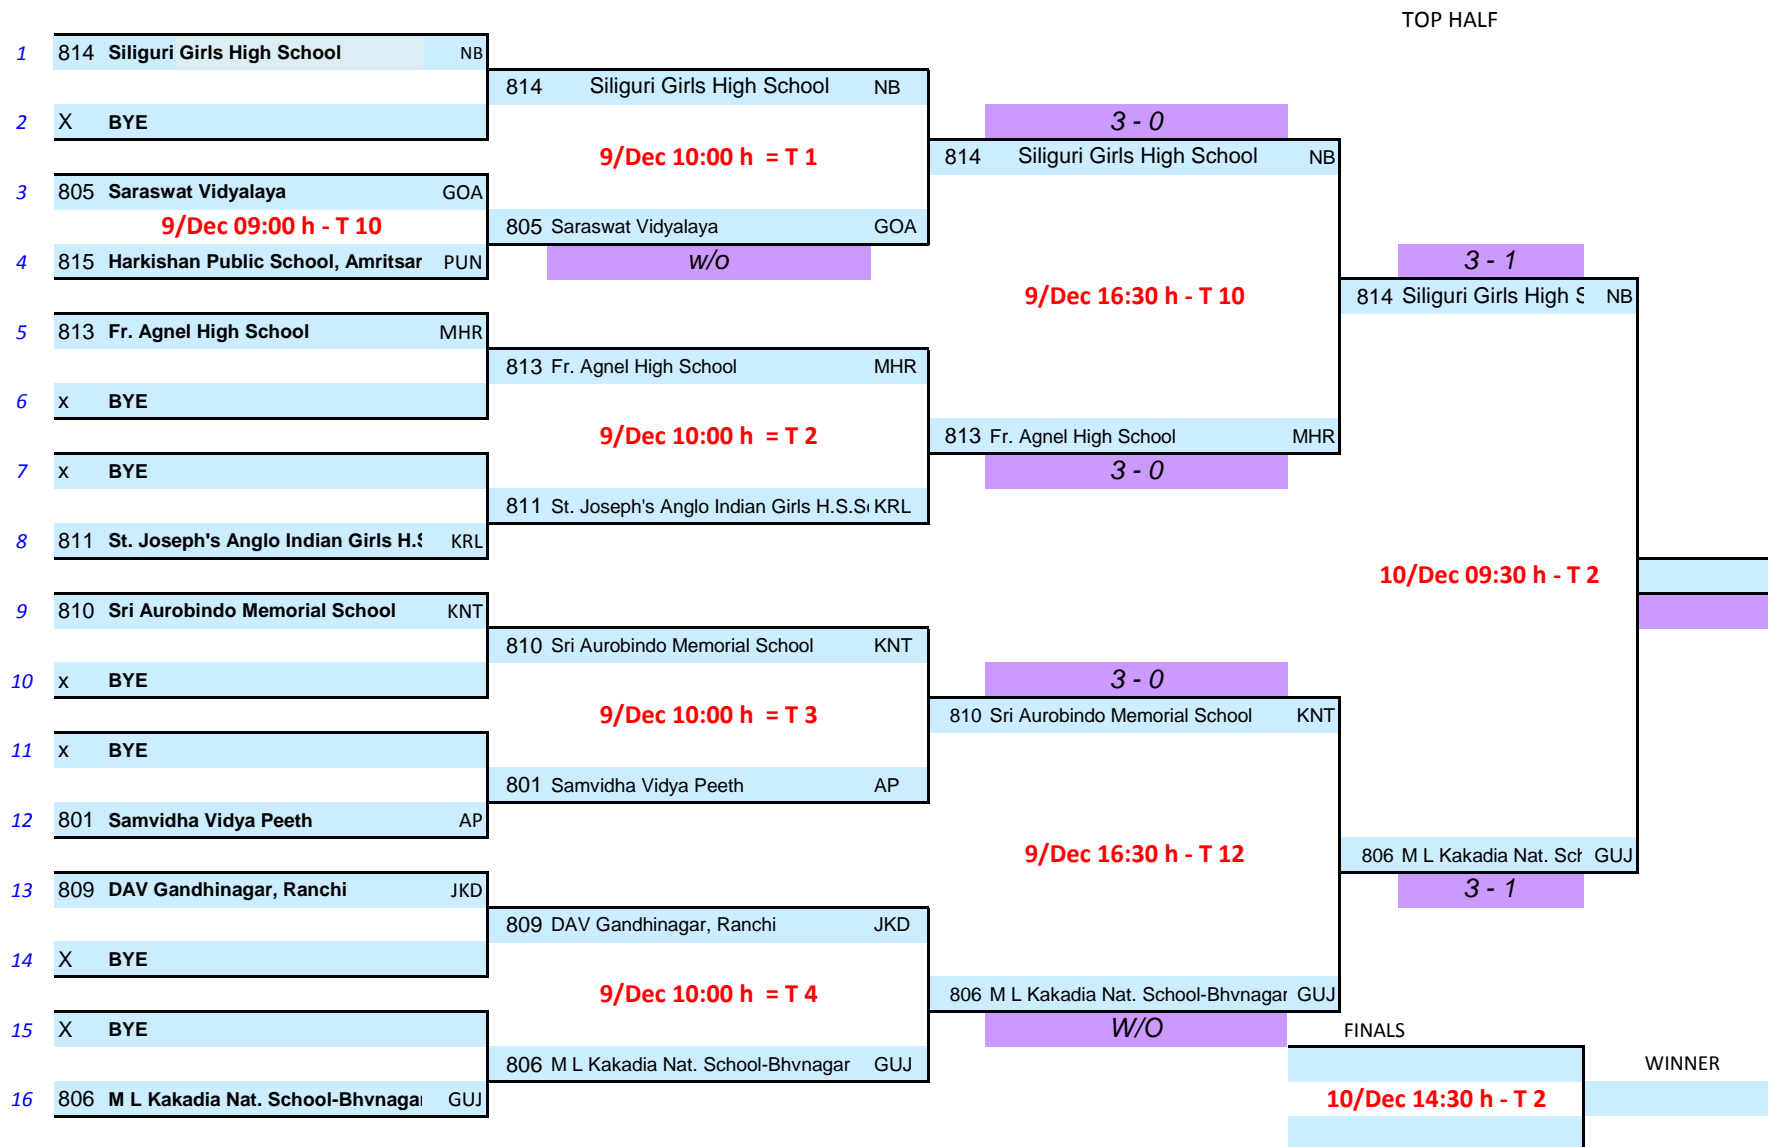 TOP HALF
1 814 Siliguri Girls High School NB
814 Siliguri Girls High School NB
2 X BYE
3 - 0
9/Dec 10:00 h = T 1
814 Siliguri Girls High School NB
3 805 Saraswat Vidyalaya GOA
9/Dec 09:00 h - T 10
805 Saraswat Vidyalaya GOA
4 815 Harkishan Public School, Amritsar PUN
w/o
3 - 1
9/Dec 16:30 h - T 10
814 Siliguri Girls High S NB
5 813 Fr. Agnel High School MHR
813 Fr. Agnel High School MHR
6 x BYE
9/Dec 10:00 h = T 2
813 Fr. Agnel High School MHR
7 x BYE
3 - 0
811 St. Joseph's Anglo Indian Girls H.S.Sc KRL
8 811 St. Joseph's Anglo Indian Girls H.S KRL
10/Dec 09:30 h - T 2
9 810 Sri Aurobindo Memorial School KNT
810 Sri Aurobindo Memorial School KNT
10 x BYE
3 - 0
9/Dec 10:00 h = T 3
810 Sri Aurobindo Memorial School KNT
11 x BYE
801 Samvidha Vidya Peeth AP
12 801 Samvidha Vidya Peeth AP
9/Dec 16:30 h - T 12
806 M L Kakadia Nat. Sch GUJ
13 809 DAV Gandhinagar, Ranchi JKD
3 - 1
809 DAV Gandhinagar, Ranchi JKD
14 X BYE
9/Dec 10:00 h = T 4
806 M L Kakadia Nat. School-Bhvnagar GUJ
15 X BYE
W/O
FINALS
806 M L Kakadia Nat. School-Bhvnagar GUJ
WINNER
16 806 M L Kakadia Nat. School-Bhvnagar GUJ
10/Dec 14:30 h - T 2